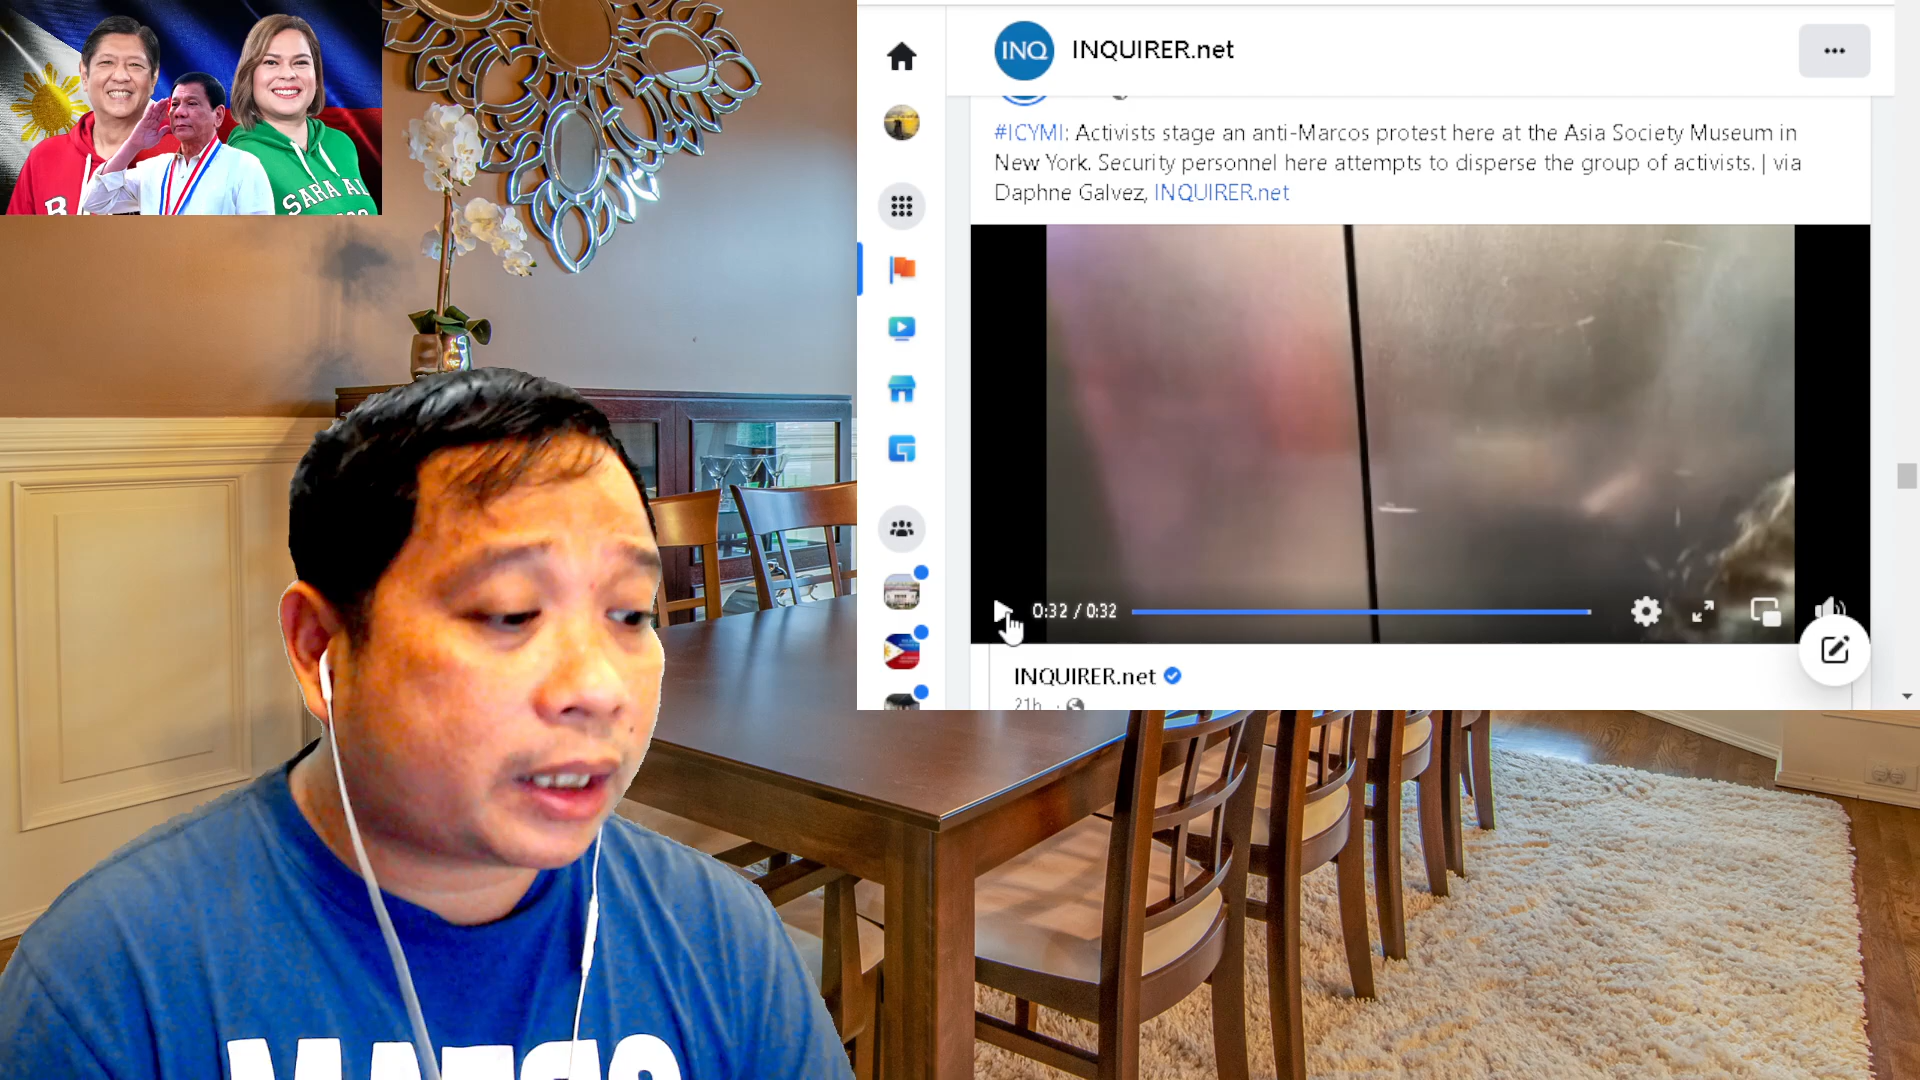 SARA AL
INQ
INQUIRER.net
#ICYMI: Activists stage an anti-Marcos protest here at the Asia Society Museum in
New York. Security personnel here attempts to disperse the group of activists. | via
Daphne Galvez, INQUIRER.net
0:32 / 0:32
INQUIRER.net
21h